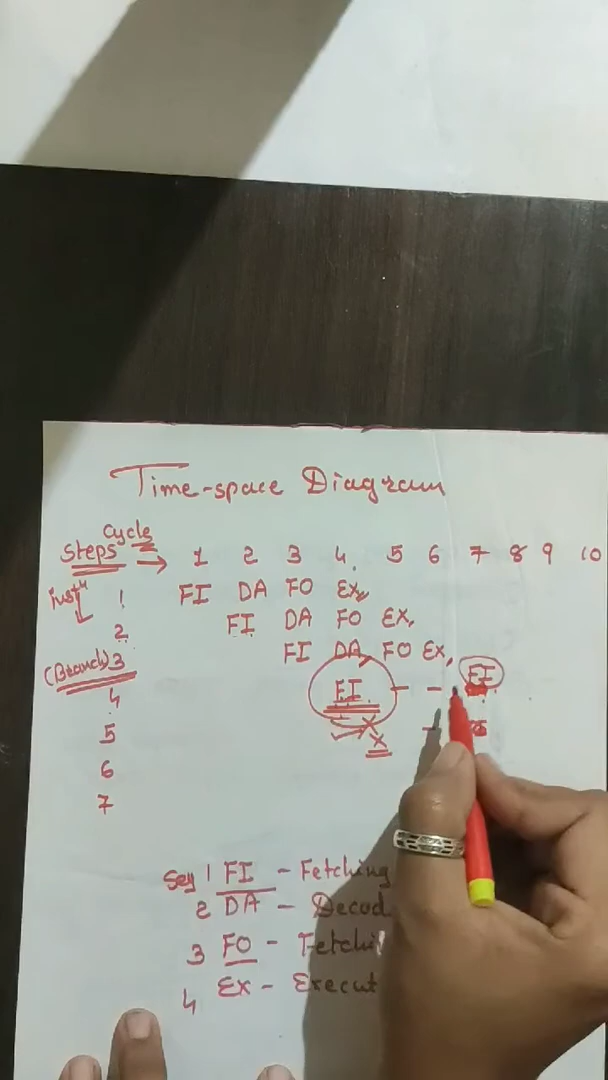 Time-space Diagram
Cycle
Steps → 1 2 3 4 5 6 7 8 9 10
1 FI DA FO EX
2 FI DA FO EX
(Branch) 3 FI DA FO EX
4 FI - - FI
5 x -
6
7
Seg 1 FI - Fetching
2 DA - Decod
3 FO - Fetchi
4 EX - Execut